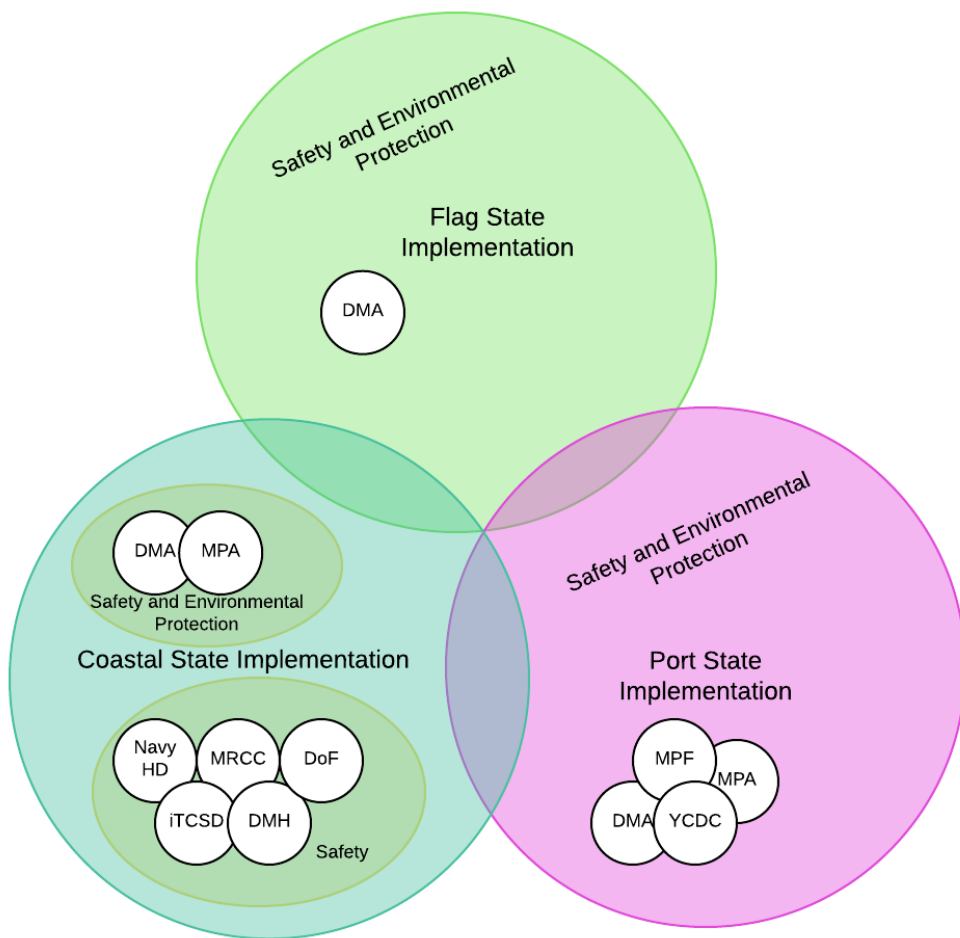 Safety and Environmental
Protection
Flag State
Implementation
DMA
DMA
MPA
Safety and Environmental
Protection
Coastal State Implementation
Navy
HD
MRCC
DoF
iTCSD
DMH
Safety
Safety and Environmental
Protection
Port State
Implementation
MPF
MPA
DMA
YCDC